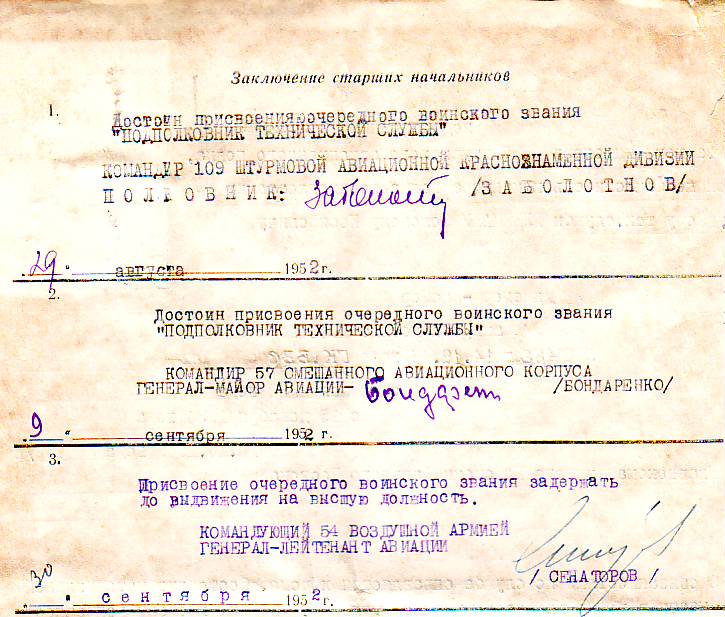 Заключение старших начальников
1.
Достоин присвоения очередного воинского звания
"ПОДПОЛКОВНИК ТЕХНИЧЕСКОЙ СЛУЖБЫ"
КОМАНДИР 109 ШТУРМОВОЙ АВИАЦИОННОЙ КРАСНОЗНАМЕННОЙ ДИВИЗИИ
ПОЛКОВНИК: /ЗАБОЛОТНОВ/
„29" августа 1952г.
2.
Достоин присвоения очередного воинского звания
"ПОДПОЛКОВНИК ТЕХНИЧЕСКОЙ СЛУЖБЫ"
КОМАНДИР 57 СМЕШАННОГО АВИАЦИОННОГО КОРПУСА
ГЕНЕРАЛ-МАЙОР АВИАЦИИ- /БОНДАРЕНКО/
„9" сентября 1952 г.
3.
Присвоение очередного воинского звания задержать
до выдвижения на высшую должность.
КОМАНДУЮЩИЙ 54 ВОЗДУШНОЙ АРМИЕЙ
ГЕНЕРАЛ-ЛЕЙТЕНАНТ АВИАЦИИ
/ СЕНАТОРОВ /
„30" сентября 1952г.